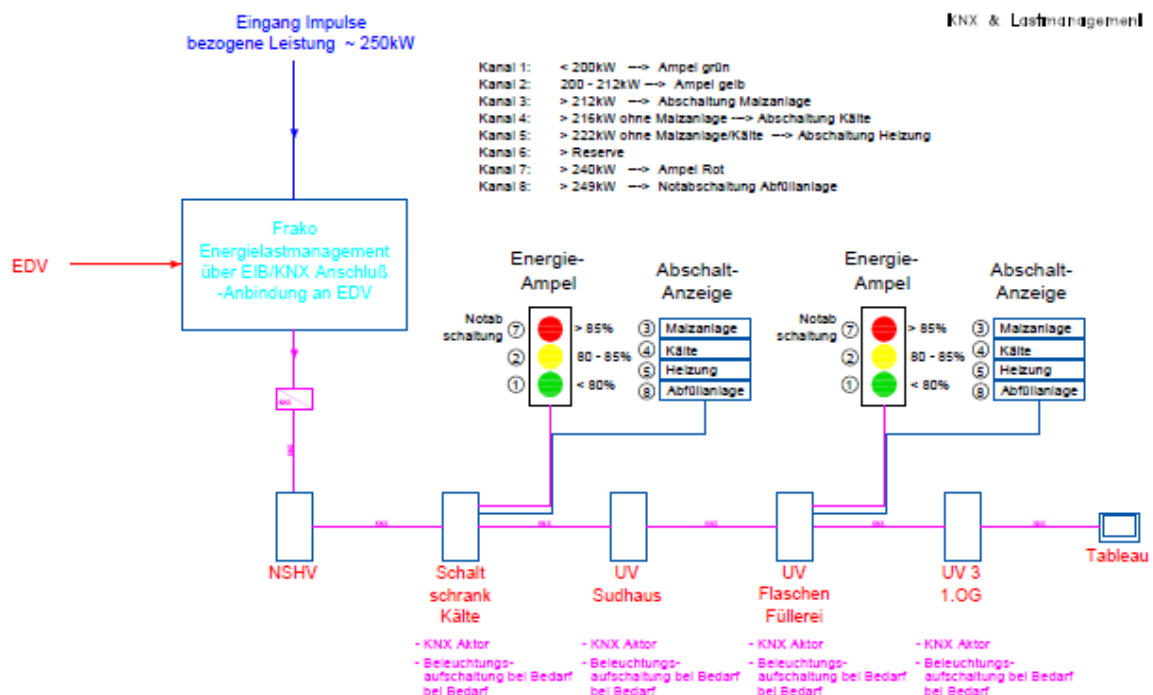 Eingang Impulse
bezogene Leistung ~ 250kW
KNX & Lastmanagement
Kanal 1: < 200kW ---> Ampel grün
Kanal 2: 200 - 212kW ---> Ampel gelb
Kanal 3: > 212kW ---> Abschaltung Malzanlage
Kanal 4: > 216kW ohne Malzanlage ---> Abschaltung Kälte
Kanal 5: > 222kW ohne Malzanlage/Kälte ---> Abschaltung Heizung
Kanal 6: > Reserve
Kanal 7: > 240kW ---> Ampel Rot
Kanal 8: > 249kW ---> Notabschaltung Abfüllanlage
Frako
Energielastmanagement
über EIB/KNX Anschluß
-Anbindung an EDV
EDV
Energie-
Ampel
Abschalt-
Anzeige
Notab
schaltung
7 > 85%
2 80 - 85%
1 < 80%
3 Malzanlage
4 Kälte
5 Heizung
8 Abfüllanlage
Energie-
Ampel
Abschalt-
Anzeige
Notab
schaltung
7 > 85%
2 80 - 85%
1 < 80%
3 Malzanlage
4 Kälte
5 Heizung
8 Abfüllanlage
KNX
KNX
KNX
KNX
KNX
KNX
KNX
NSHV
Schalt
schrank
Kälte
UV
Sudhaus
UV
Flaschen
Füllerei
UV 3
1.OG
Tableau
- KNX Aktor
- Beleuchtungs-
aufschaltung bei Bedarf
bei Bedarf
- KNX Aktor
- Beleuchtungs-
aufschaltung bei Bedarf
bei Bedarf
- KNX Aktor
- Beleuchtungs-
aufschaltung bei Bedarf
bei Bedarf
- KNX Aktor
- Beleuchtungs-
aufschaltung bei Bedarf
bei Bedarf